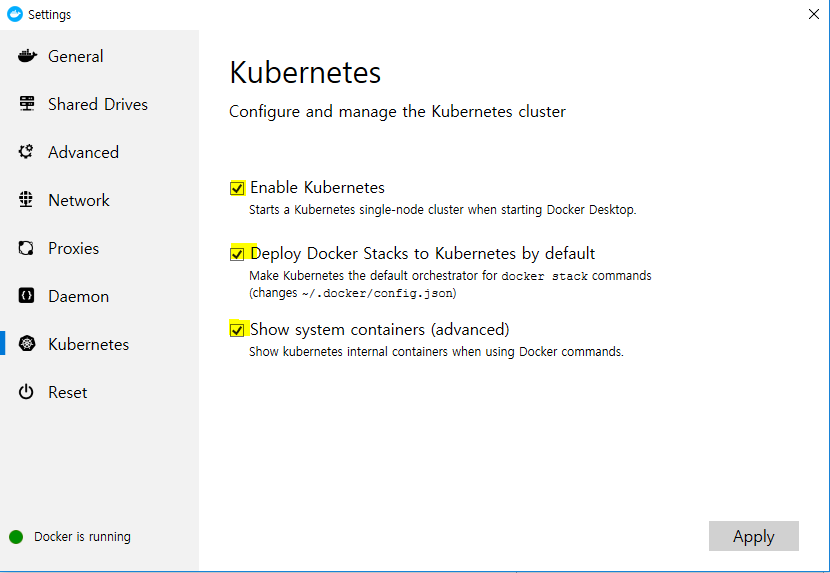 Settings
General
Shared Drives
Advanced
Network
Proxies
Daemon
Kubernetes
Reset
Docker is running
Kubernetes
Configure and manage the Kubernetes cluster
Enable Kubernetes
Starts a Kubernetes single-node cluster when starting Docker Desktop.
Deploy Docker Stacks to Kubernetes by default
Make Kubernetes the default orchestrator for docker stack commands
(changes ~/.docker/config.json)
Show system containers (advanced)
Show kubernetes internal containers when using Docker commands.
Apply